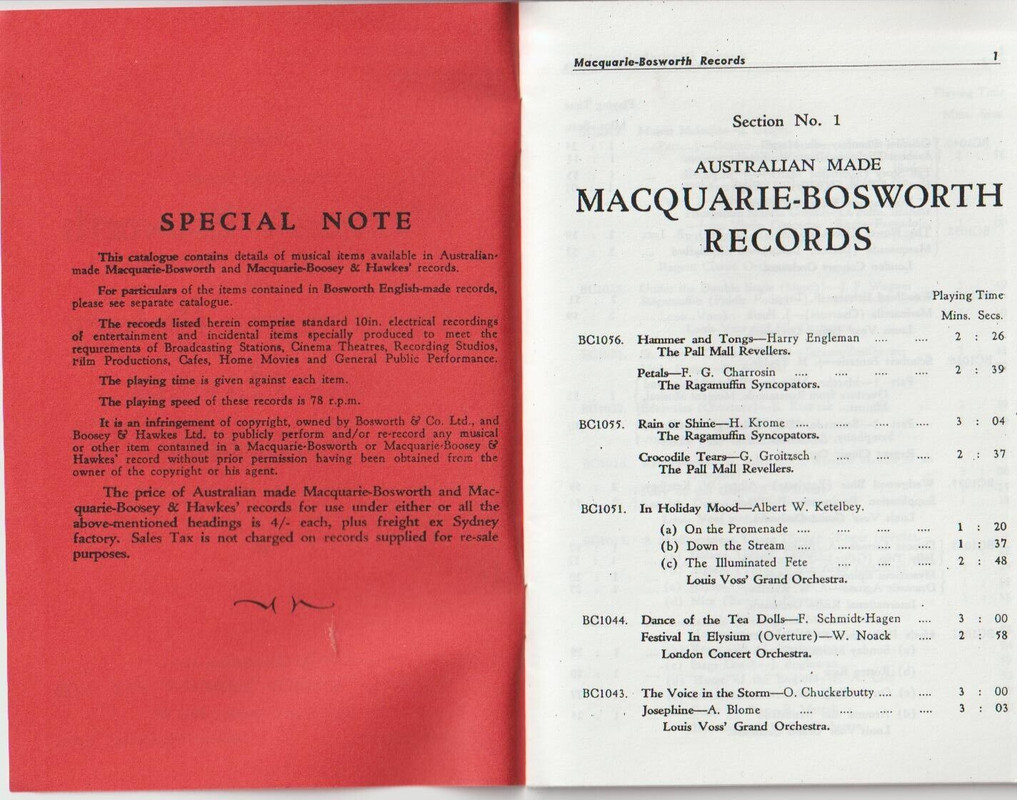 SPECIAL NOTE
This catalogue contains details of musical items available in Australian-
made Macquarie-Bosworth and Macquarie-Boosey & Hawkes' records.
For particulars of the items contained in Bosworth English-made records,
please see separate catalogue.
The records listed herein comprise standard 10in. electrical recordings
of entertainment and incidental items specially produced to meet the
requirements of Broadcasting Stations, Cinema Theatres, Recording Studios,
Film Productions, Cafes, Home Movies and General Public Performance.
The playing time is given against each item.
The playing speed of these records is 78 r.p.m.
It is an infringement of copyright, owned by Bosworth & Co. Ltd., and
Boosey & Hawkes Ltd. to publicly perform and/or re-record any musical
or other item contained in a Macquarie-Bosworth or Macquarie-Boosey &
Hawkes' record without prior permission having been obtained from the
owner of the copyright or his agent.
The price of Australian made Macquarie-Bosworth and Mac-
quarie-Boosey & Hawkes' records for use under either or all the
above-mentioned headings is 4/- each, plus freight ex Sydney
factory. Sales Tax is not charged on records supplied for re-sale
purposes.
Macquarie-Bosworth Records 1
Section No. 1
AUSTRALIAN MADE
MACQUARIE-BOSWORTH
RECORDS
Playing Time
Mins. Secs.
BC1056. Hammer and Tongs—Harry Engleman .... .... 2 : 26
The Pall Mall Revellers.
Petals—F. G. Charrosin .... .... .... .... 2 : 39
The Ragamuffin Syncopators.
BC1055. Rain or Shine—H. Krome .... .... .... .... 3 : 04
The Ragamuffin Syncopators.
Crocodile Tears—G. Groitzsch .... .... .... 2 : 37
The Pall Mall Revellers.
BC1051. In Holiday Mood—Albert W. Ketelbey.
(a) On the Promenade .... .... 1 : 20
(b) Down the Stream .... .... .... 1 : 37
(c) The Illuminated Fete .... .... .... 2 : 48
Louis Voss' Grand Orchestra.
BC1044. Dance of the Tea Dolls—F. Schmidt-Hagen .... 3 : 00
Festival In Elysium (Overture)—W. Noack .... 2 : 58
London Concert Orchestra.
BC1043. The Voice in the Storm—O. Chuckerbutty .... .... 3 : 00
Josephine—A. Blome .... .... .... .... 3 : 03
Louis Voss' Grand Orchestra.